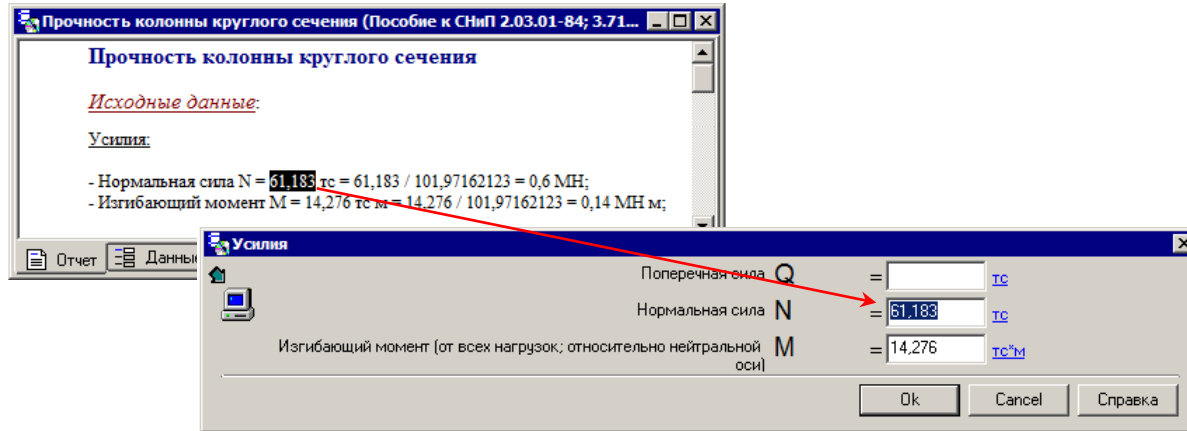 Прочность колонны круглого сечения (Пособие к СНиП 2.03.01-84; 3.71...
Прочность колонны круглого сечения
Исходные данные:
Усилия:
- Нормальная сила N = 61,183 тс = 61,183 / 101,97162123 = 0,6 МН;
- Изгибающий момент M = 14,276 тс м = 14,276 / 101,97162123 = 0,14 МН м;
Отчет Данные
Усилия
Поперечная сила Q = тс
Нормальная сила N = 61,183 тс
Изгибающий момент (от всех нагрузок; относительно нейтральной оси) M = 14,276 тс*м
Ok Cancel Справка